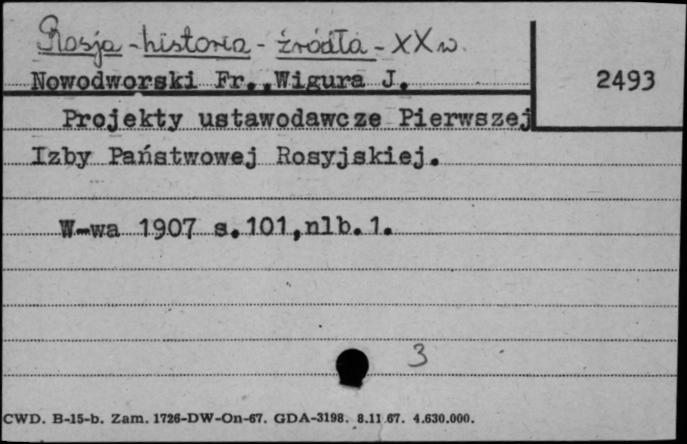 Rosja - historia - źródła - XX w.
Nowodworski Fr., Wigura J.
2493
Projekty ustawodawcze Pierwszej
Izby Państwowej Rosyjskiej.
W-wa 1907 s.101,nlb.1.
3
CWD. B-15-b. Zam. 1726-DW-On-67. GDA-3198. 8.11.67. 4.630.000.